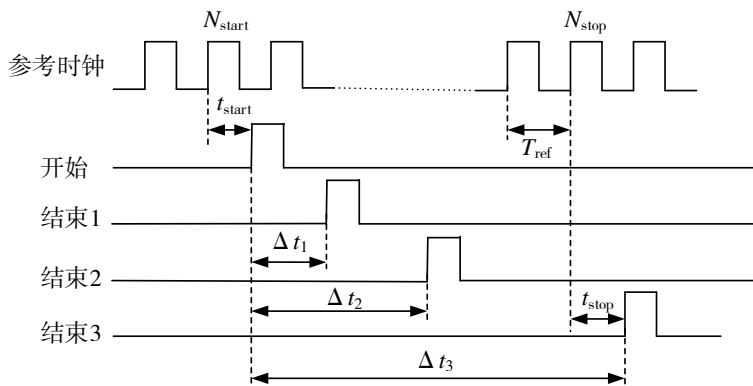 N_start N_stop
参考时钟
t_start
T_ref
开始
结束1
Δt_1
结束2
Δt_2 t_stop
结束3
Δt_3